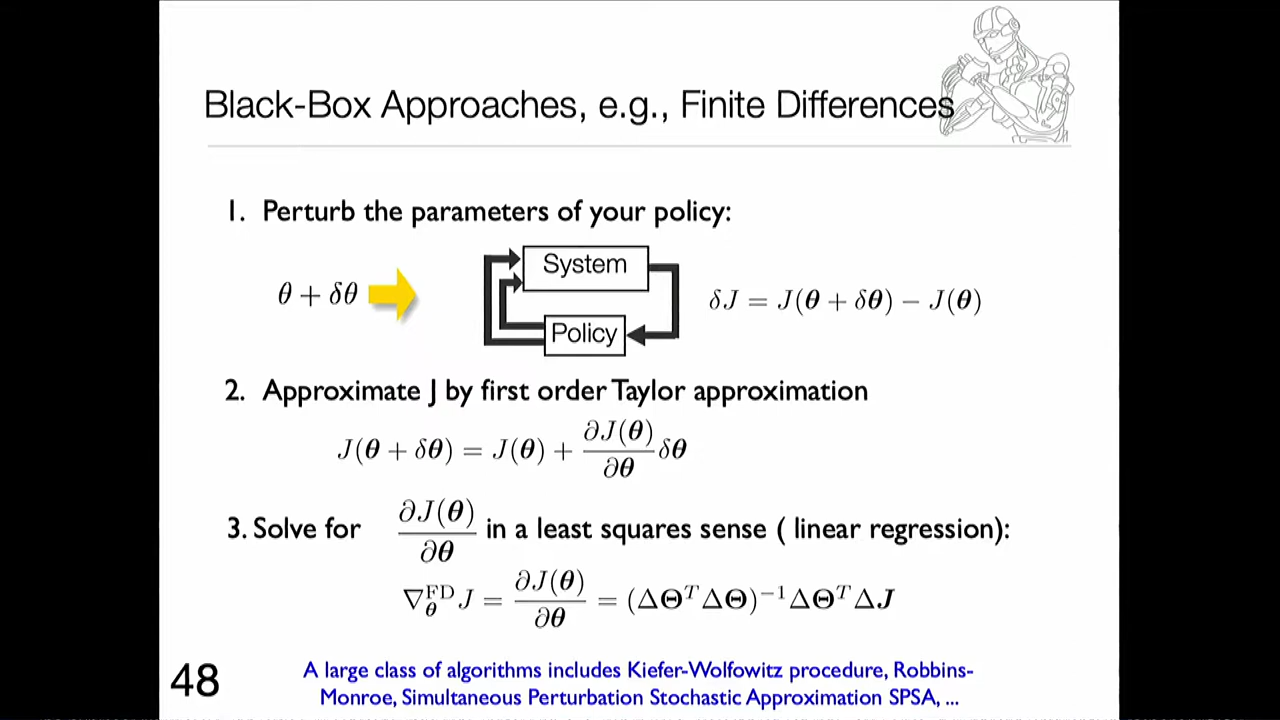 Black-Box Approaches, e.g., Finite Differences
1. Perturb the parameters of your policy:
θ + δθ
System
Policy
δJ = J(θ + δθ) − J(θ)
2. Approximate J by first order Taylor approximation
J(θ + δθ) = J(θ) + ∂J(θ)/∂θ δθ
3. Solve for ∂J(θ)/∂θ in a least squares sense ( linear regression):
∇_θ^FD J = ∂J(θ)/∂θ = (ΔΘ^T ΔΘ)^−1 ΔΘ^T ΔJ
A large class of algorithms includes Kiefer-Wolfowitz procedure, Robbins-
Monroe, Simultaneous Perturbation Stochastic Approximation SPSA, ...
48